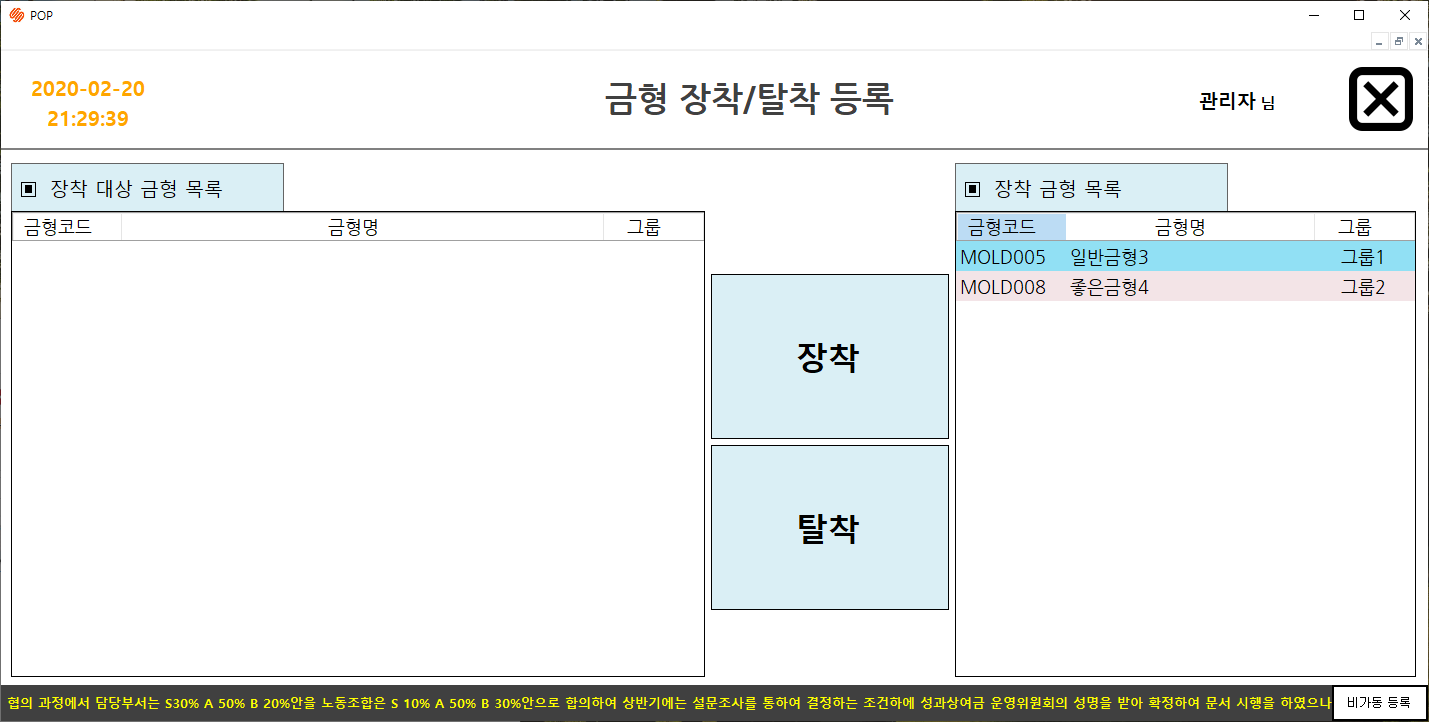 POP
2020-02-20
21:29:39
금형 장착/탈착 등록
관리자 님
장착 대상 금형 목록
금형코드 금형명 그룹
장착
탈착
장착 금형 목록
금형코드 금형명 그룹
MOLD005 일반금형3 그룹1
MOLD008 좋은금형4 그룹2
협의 과정에서 담당부서는 S30% A 50% B 20%안을 노동조합은 S 10% A 50% B 30%안으로 합의하여 상반기에는 설문조사를 통하여 결정하는 조건하에 성과상여금 운영위원회의 성명을 받아 확정하여 문서 시행을 하였으나
비가동 등록